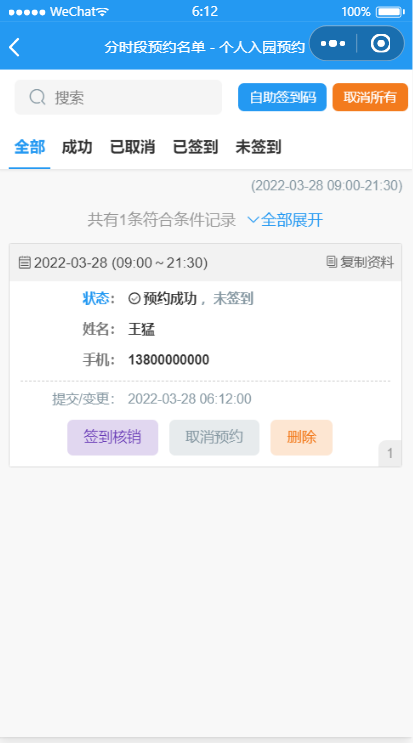 WeChat 6:12 100%
分时段预约名单 - 个人入园预约
搜索 自助签到码 取消所有
全部 成功 已取消 已签到 未签到
(2022-03-28 09:00-21:30)
共有1条符合条件记录 全部展开
2022-03-28 (09:00～21:30) 复制资料
状态: 预约成功，未签到
姓名: 王猛
手机: 13800000000
提交/变更: 2022-03-28 06:12:00
签到核销 取消预约 删除
1